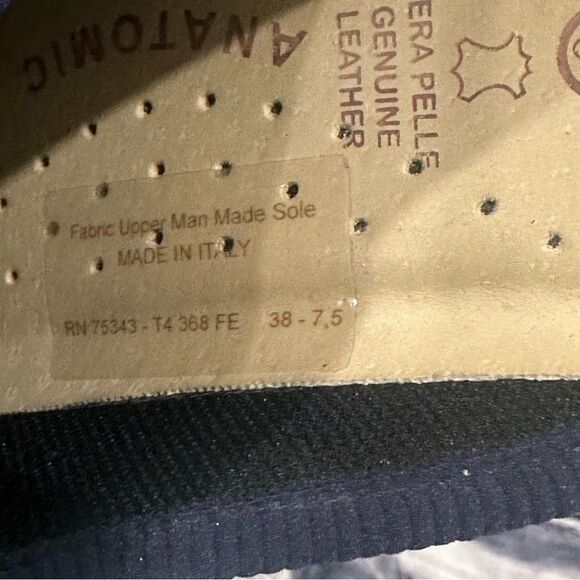 ANATOMIC
VERA PELLE
GENUINE
LEATHER
Fabric Upper Man Made Sole
MADE IN ITALY
RN 75343 - T4 368 FE 38 - 7,5